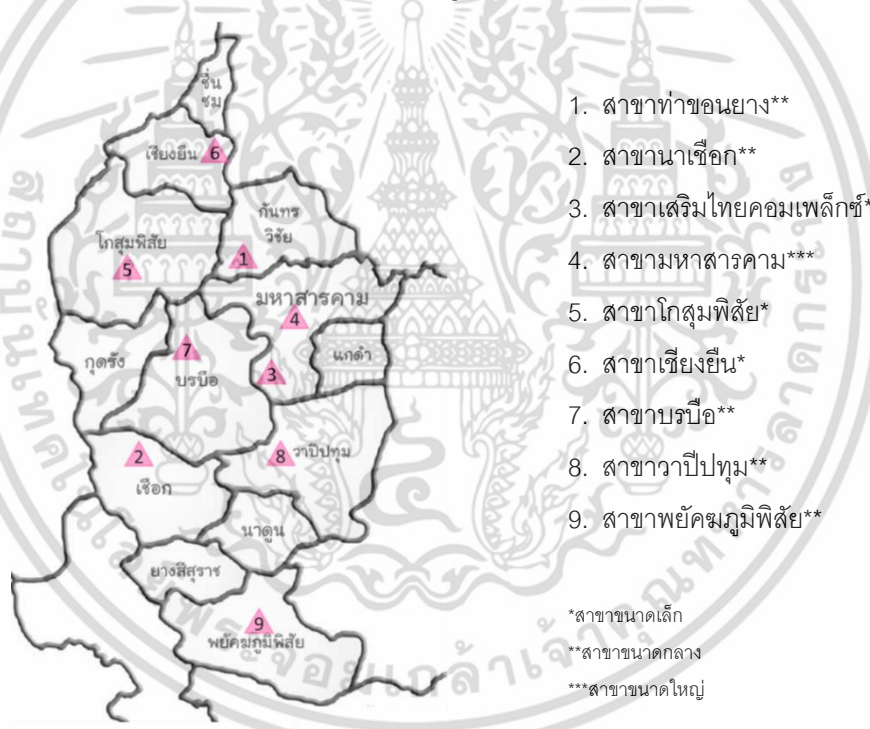 ชื่น
ชม
เชียงยืน 6
กันทร
วิชัย
โกสุมพิสัย
1
5
มหาสารคาม
4
กุดรัง
7
บรบือ
แกดำ
3
2
เชือก
8 วาปีปทุม
นาดูน
ยางสีสุราช
9
พยัคฆภูมิพิสัย
1. สาขาท่าขอนยาง**
2. สาขานาเชือก**
3. สาขาเสริมไทยคอมเพล็กซ์*
4. สาขามหาสารคาม***
5. สาขาโกสุมพิสัย*
6. สาขาเชียงยืน*
7. สาขาบรบือ**
8. สาขาวาปีปทุม**
9. สาขาพยัคฆภูมิพิสัย**
*สาขาขนาดเล็ก
**สาขาขนาดกลาง
***สาขาขนาดใหญ่